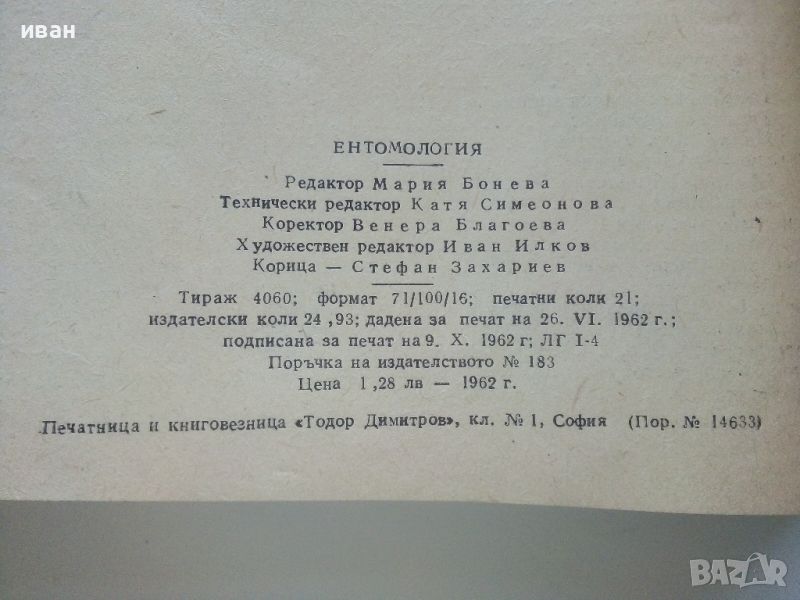 иван
ЕНТОМОЛОГИЯ
Редактор Мария Бонева
Технически редактор Катя Симеонова
Коректор Венера Благоева
Художествен редактор Иван Илков
Корица — Стефан Захариев
Тираж 4060; формат 71/100/16; печатни коли 21;
издателски коли 24,93; дадена за печат на 26. VI. 1962 г.;
подписана за печат на 9. X. 1962 г; ЛГ I-4
Поръчка на издателството № 183
Цена 1,28 лв — 1962 г.
Печатница и книговезница «Тодор Димитров», кл. № 1, София (Пор. № 14633)
BAZAR